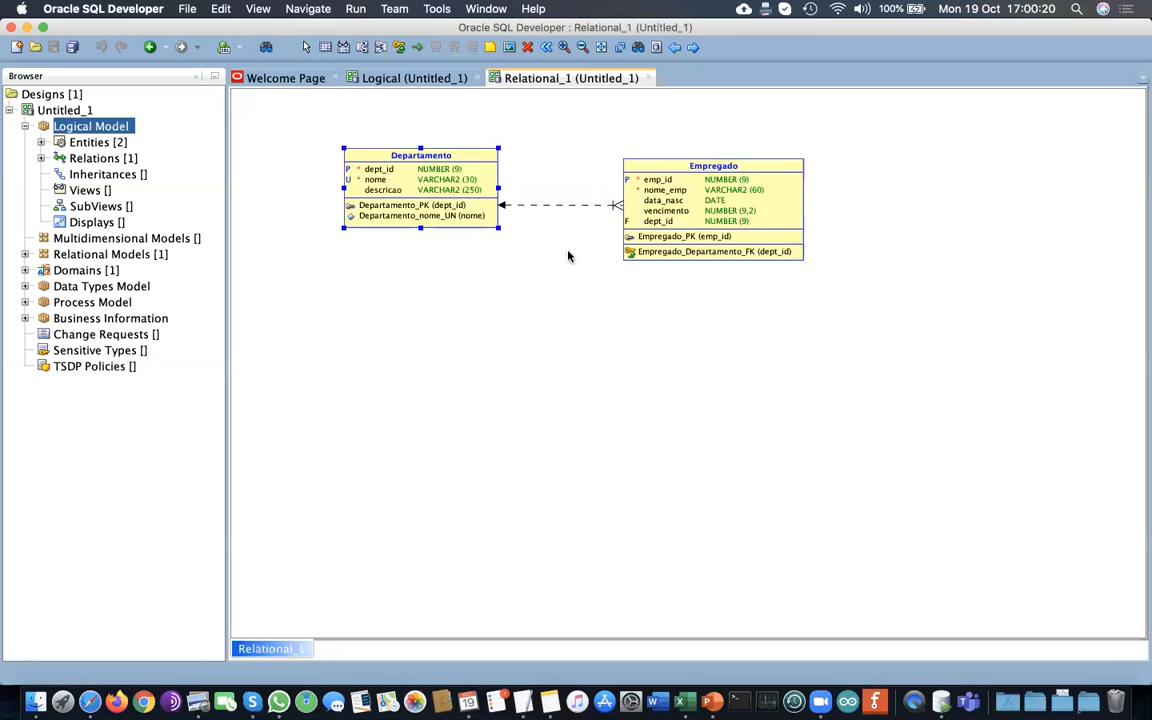 Oracle SQL Developer File Edit View Navigate Run Team Tools Window Help 100% Mon 19 Oct 17:00:20
Oracle SQL Developer : Relational_1 (Untitled_1)
Browser
Welcome Page
Logical (Untitled_1)
Relational_1 (Untitled_1)
Designs [1]
Untitled_1
Logical Model
Entities [2]
Relations [1]
Inheritances []
Views []
SubViews []
Displays []
Multidimensional Models []
Relational Models [1]
Domains [1]
Data Types Model
Process Model
Business Information
Change Requests []
Sensitive Types []
TSDP Policies []
Departamento
P * dept_id NUMBER (9)
U * nome VARCHAR2 (30)
descricao VARCHAR2 (250)
Departamento_PK (dept_id)
Departamento_nome_UN (nome)
Empregado
P * emp_id NUMBER (9)
* nome_emp VARCHAR2 (60)
data_nasc DATE
vencimento NUMBER (9,2)
F dept_id NUMBER (9)
Empregado_PK (emp_id)
Empregado_Departamento_FK (dept_id)
Relational_1